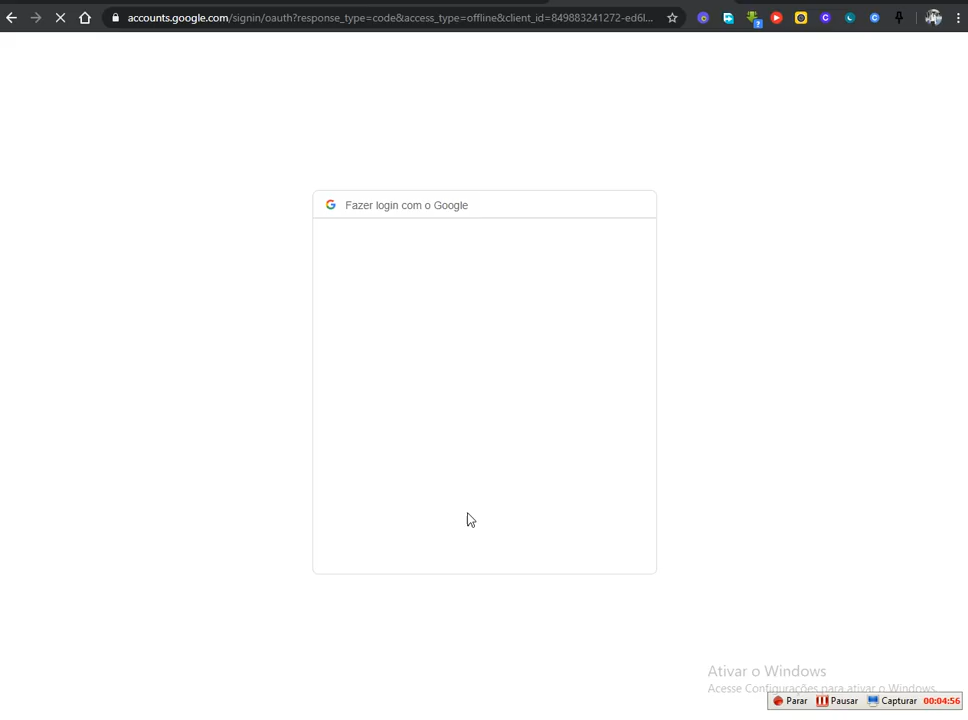 accounts.google.com/signin/oauth?response_type=code&access_type=offline&client_id=849883241272-ed6l...
Fazer login com o Google
Ativar o Windows
Acesse Configurações para ativar o Windows.
Parar Pausar Capturar 00:04:56